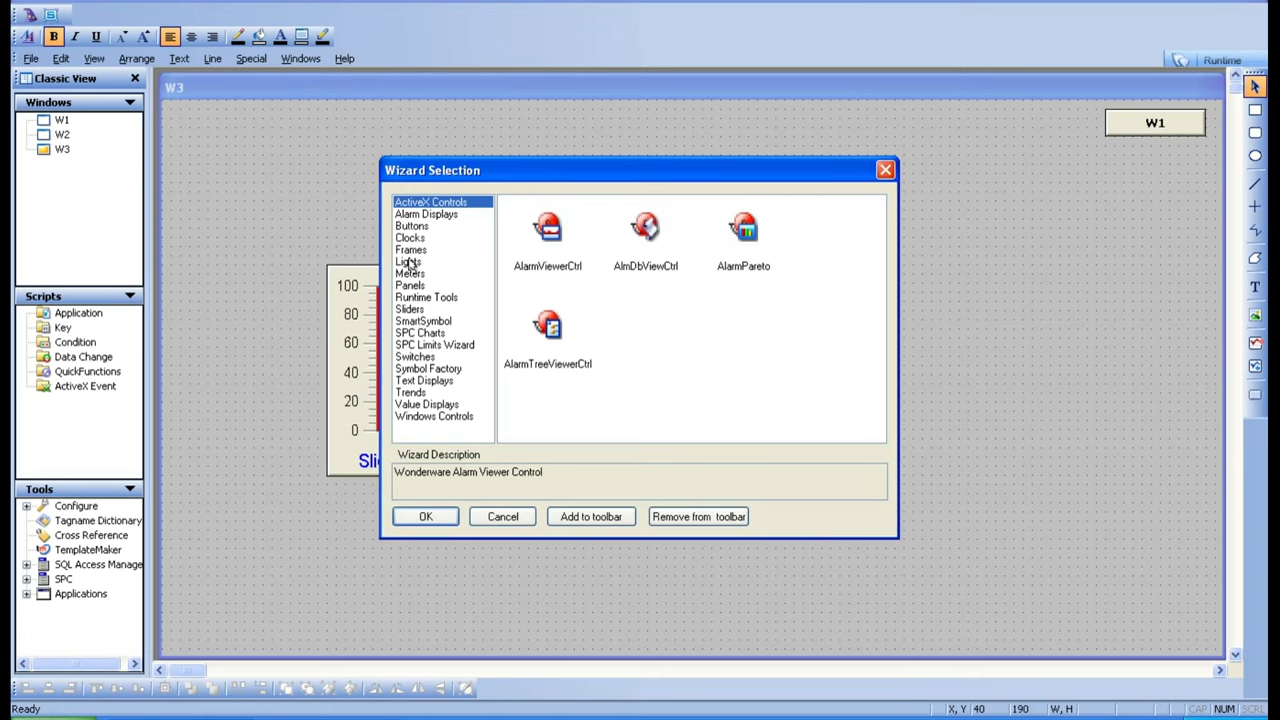 B I U A A A
File Edit View Arrange Text Line Special Windows Help
Runtime
Classic View
Windows
W1
W2
W3
Scripts
Application
Key
Condition
Data Change
QuickFunctions
ActiveX Event
Tools
Configure
Tagname Dictionary
Cross Reference
TemplateMaker
SQL Access Manage
SPC
Applications
W3
W1
100
80
60
40
20
0
Sli
Wizard Selection
ActiveX Controls
Alarm Displays
Buttons
Clocks
Frames
Lights
Meters
Panels
Runtime Tools
Sliders
SmartSymbol
SPC Charts
SPC Limits Wizard
Switches
Symbol Factory
Text Displays
Trends
Value Displays
Windows Controls
AlarmViewerCtrl AlmDbViewCtrl AlarmPareto
AlarmTreeViewerCtrl
Wizard Description
Wonderware Alarm Viewer Control
OK Cancel Add to toolbar Remove from toolbar
T
Ready X, Y 40 190 W, H CAP NUM SCRL